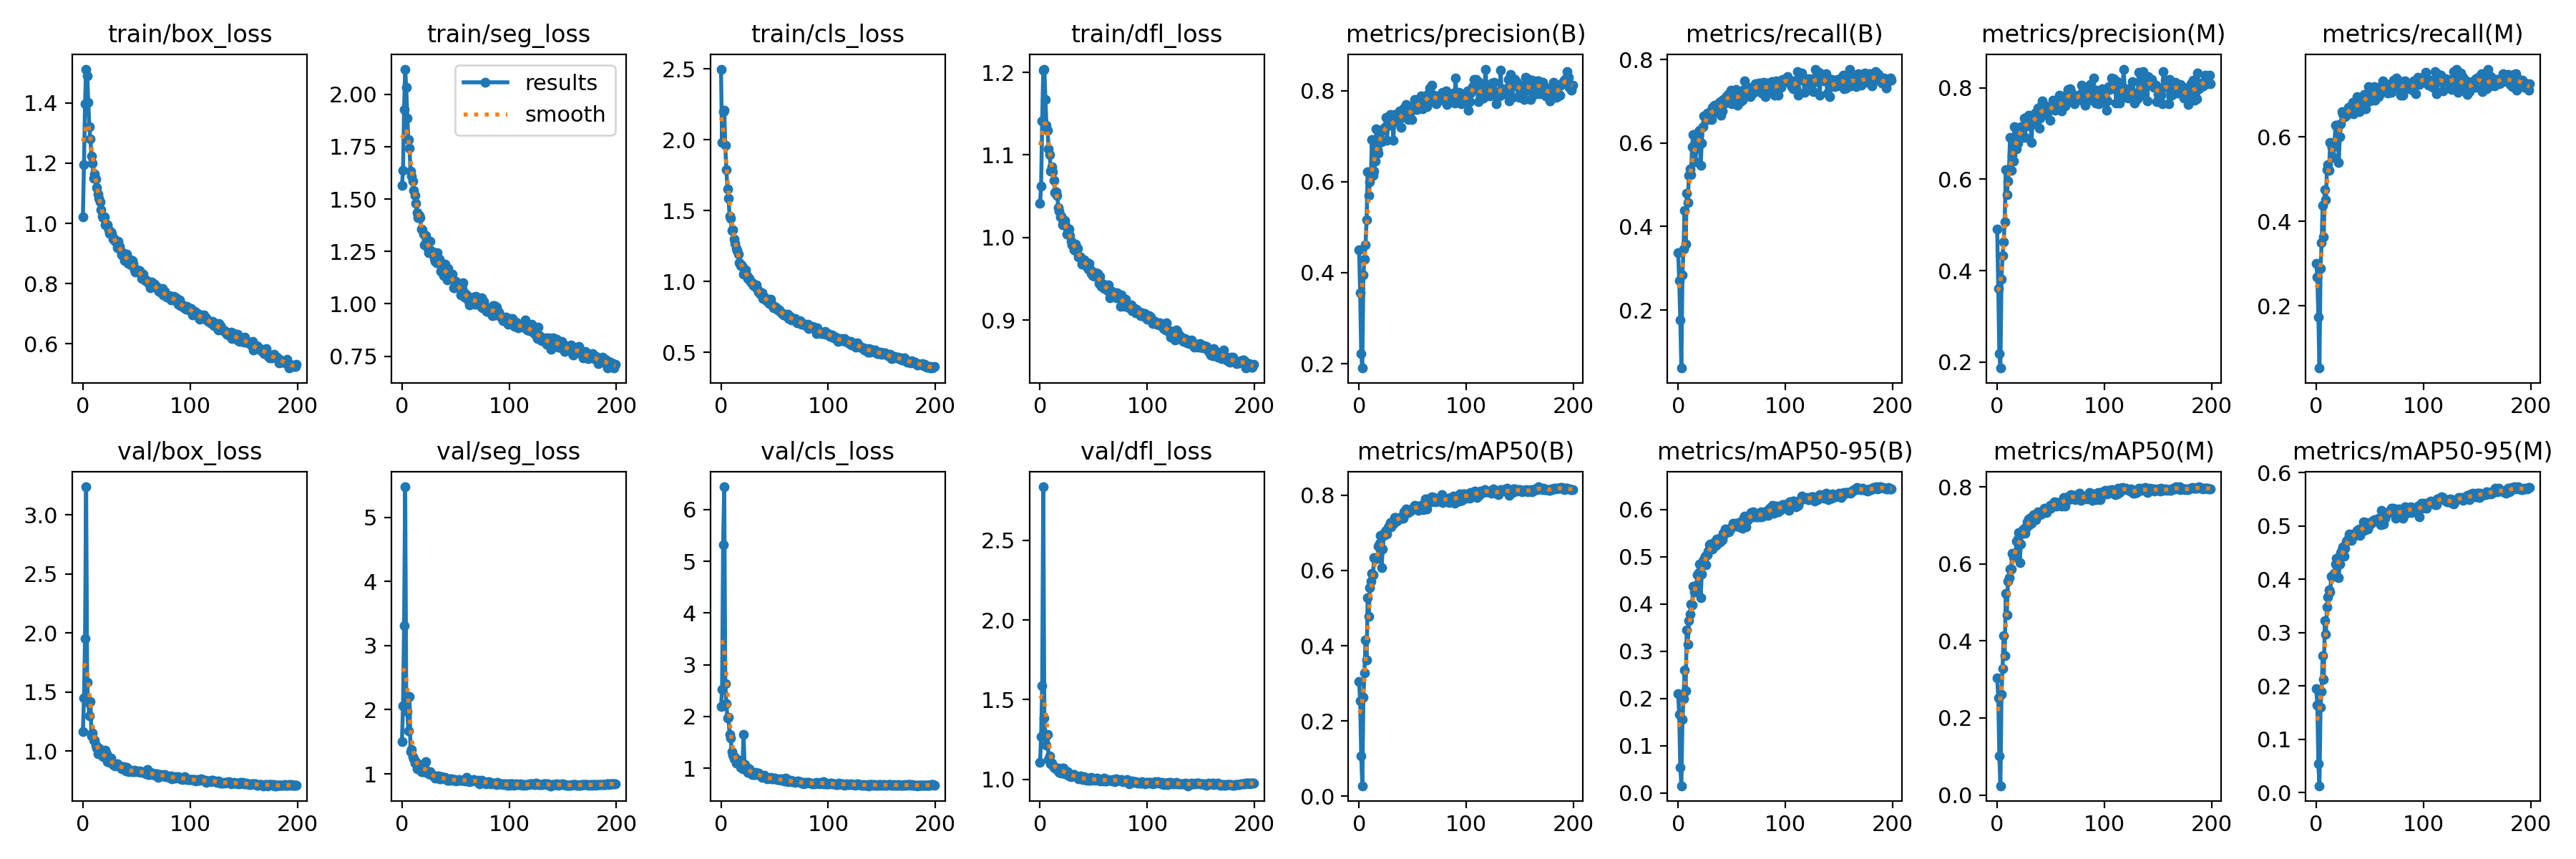 train/box_loss
train/seg_loss
train/cls_loss
train/dfl_loss
metrics/precision(B)
metrics/recall(B)
metrics/precision(M)
metrics/recall(M)
results
smooth
1.4
1.2
1.0
0.8
0.6
0 100 200
2.00
1.75
1.50
1.25
1.00
0.75
0 100 200
2.5
2.0
1.5
1.0
0.5
0 100 200
1.2
1.1
1.0
0.9
0 100 200
0.8
0.6
0.4
0.2
0 100 200
0.8
0.6
0.4
0.2
0 100 200
0.8
0.6
0.4
0.2
0 100 200
0.6
0.4
0.2
0 100 200
val/box_loss
val/seg_loss
val/cls_loss
val/dfl_loss
metrics/mAP50(B)
metrics/mAP50-95(B)
metrics/mAP50(M)
metrics/mAP50-95(M)
3.0
2.5
2.0
1.5
1.0
0 100 200
5
4
3
2
1
0 100 200
6
5
4
3
2
1
0 100 200
2.5
2.0
1.5
1.0
0 100 200
0.8
0.6
0.4
0.2
0.0
0 100 200
0.6
0.5
0.4
0.3
0.2
0.1
0.0
0 100 200
0.8
0.6
0.4
0.2
0.0
0 100 200
0.6
0.5
0.4
0.3
0.2
0.1
0.0
0 100 200